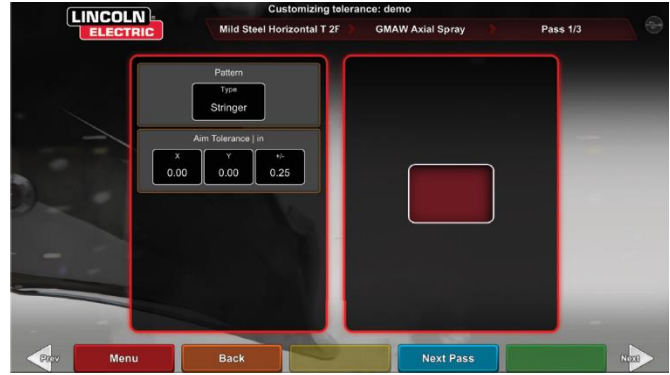 LINCOLN
ELECTRIC
Customizing tolerance: demo
Mild Steel Horizontal T 2F
GMAW Axial Spray
Pass 1/3
Pattern
Type
Stringer
Aim Tolerance | in
X
Y
+/-
0.00
0.00
0.25
Prev
Menu
Back
Next Pass
Next